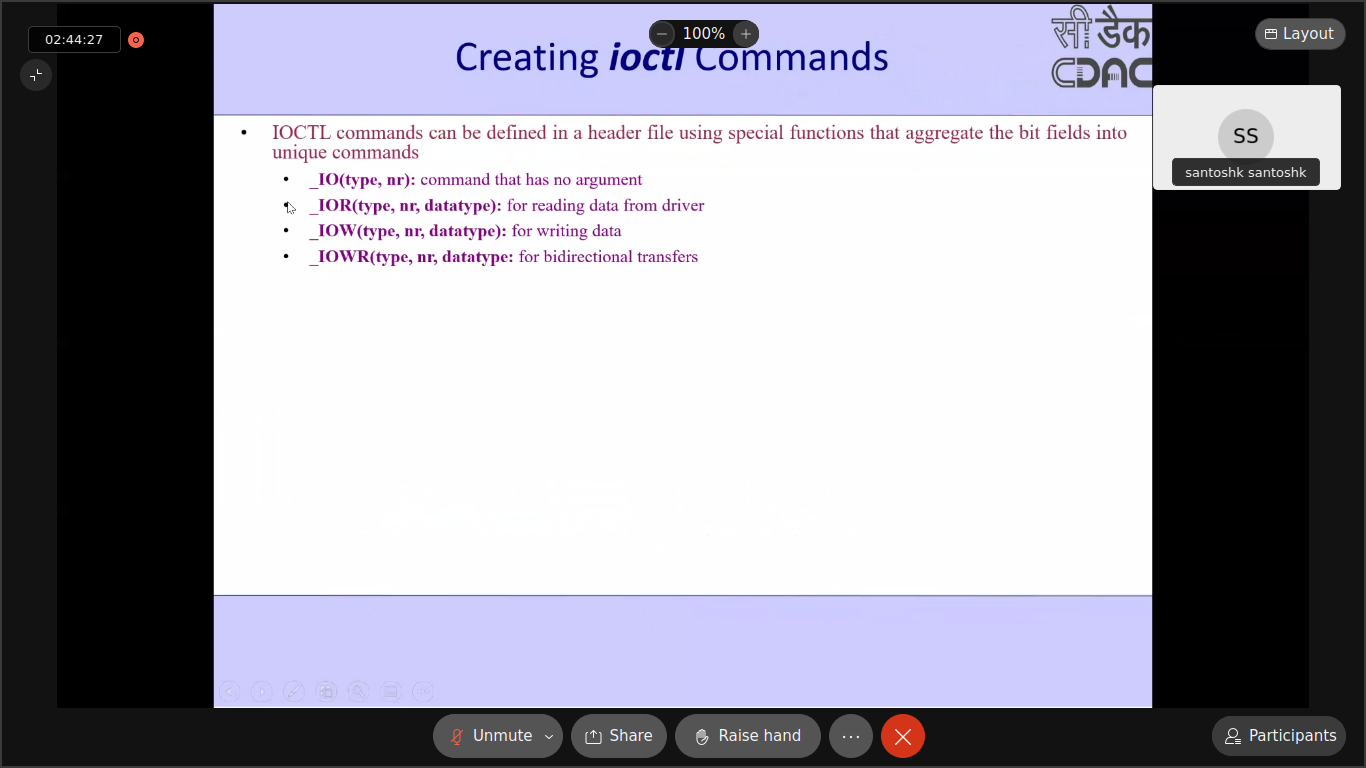 02:44:27
100%
Layout
Creating ioctl Commands
सी डैक
CDAC
SS
santoshk santoshk
• IOCTL commands can be defined in a header file using special functions that aggregate the bit fields into
unique commands
• _IO(type, nr): command that has no argument
• _IOR(type, nr, datatype): for reading data from driver
• _IOW(type, nr, datatype): for writing data
• _IOWR(type, nr, datatype: for bidirectional transfers
Unmute
Share
Raise hand
Participants